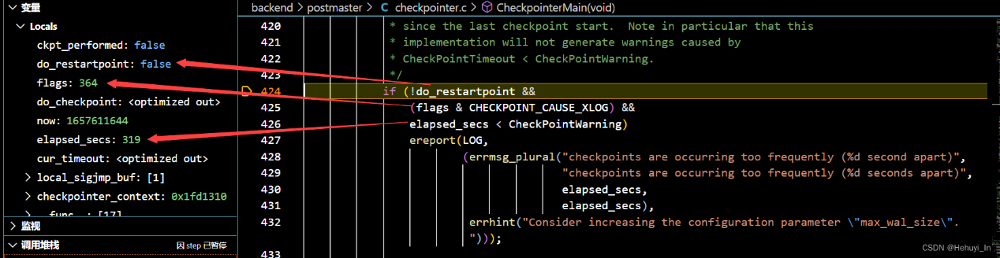 变量
Locals
ckpt_performed: false
do_restartpoint: false
flags: 364
do_checkpoint: <optimized out>
now: 1657611644
elapsed_secs: 319
cur_timeout: <optimized out>
local_sigjmp_buf: [1]
checkpointer_context: 0x1fd1310
__func__: [17]
监视
调用堆栈
因 step 已暂停
backend > postmaster > C checkpointer.c > CheckpointerMain(void)
420 * since the last checkpoint start.  Note in particular that this
421 * implementation will not generate warnings caused by
422 * CheckPointTimeout < CheckPointWarning.
423 */
424 if (!do_restartpoint &&
425 (flags & CHECKPOINT_CAUSE_XLOG) &&
426 elapsed_secs < CheckPointWarning)
427 ereport(LOG,
428 (errmsg_plural("checkpoints are occurring too frequently (%d second apart)",
429 "checkpoints are occurring too frequently (%d seconds apart)",
430 elapsed_secs,
431 elapsed_secs),
432 errhint("Consider increasing the configuration parameter \"max_wal_size\".
")));
433
CSDN @Hehuyi_In